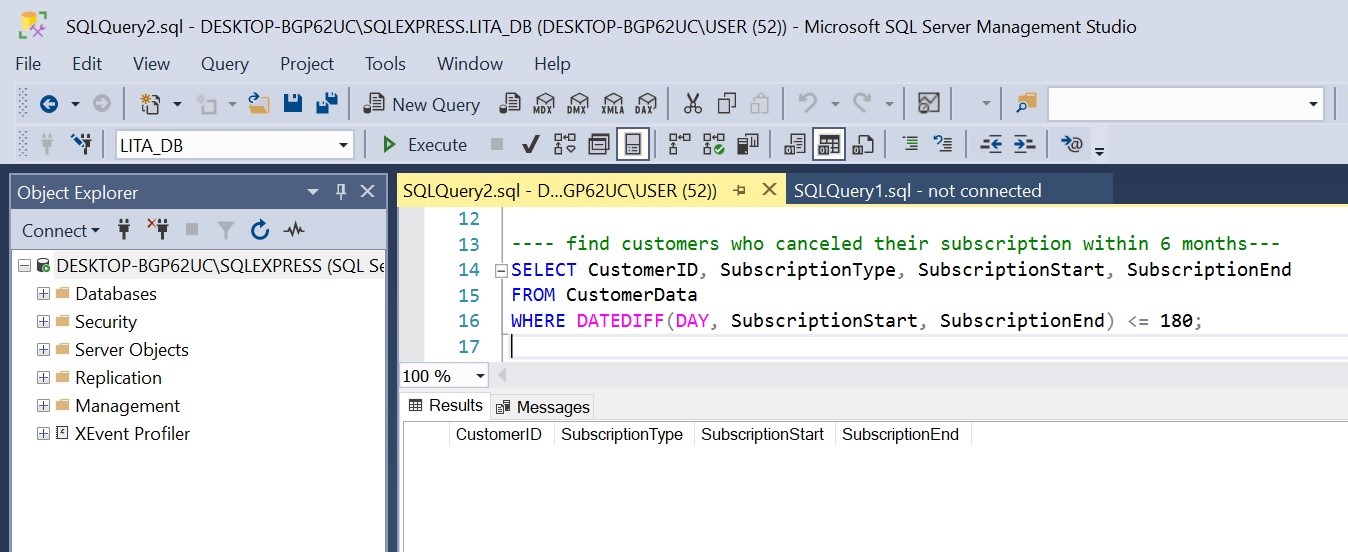 SQLQuery2.sql - DESKTOP-BGP62UC\SQLEXPRESS.LITA_DB (DESKTOP-BGP62UC\USER (52)) - Microsoft SQL Server Management Studio
File Edit View Query Project Tools Window Help
New Query MDX DMX XMLA DAX
LITA_DB Execute
Object Explorer
Connect
DESKTOP-BGP62UC\SQLEXPRESS (SQL Se
Databases
Security
Server Objects
Replication
Management
XEvent Profiler
SQLQuery2.sql - D...GP62UC\USER (52)) SQLQuery1.sql - not connected
12
13 ---- find customers who canceled their subscription within 6 months---
14 SELECT CustomerID, SubscriptionType, SubscriptionStart, SubscriptionEnd
15 FROM CustomerData
16 WHERE DATEDIFF(DAY, SubscriptionStart, SubscriptionEnd) <= 180;
17
100 %
Results Messages
CustomerID SubscriptionType SubscriptionStart SubscriptionEnd